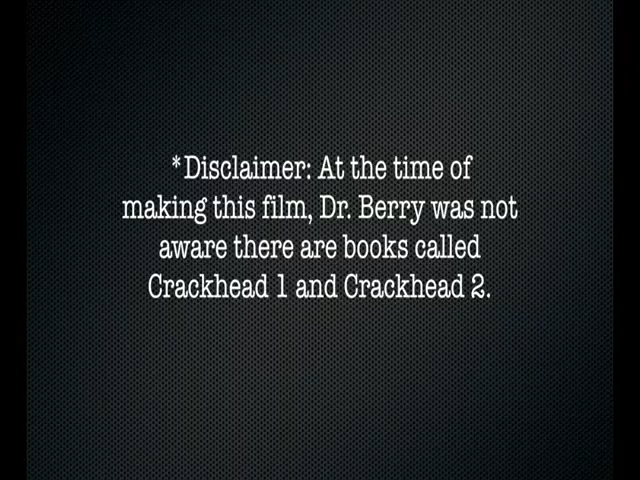 *Disclaimer: At the time of
making this film, Dr. Berry was not
aware there are books called
Crackhead 1 and Crackhead 2.